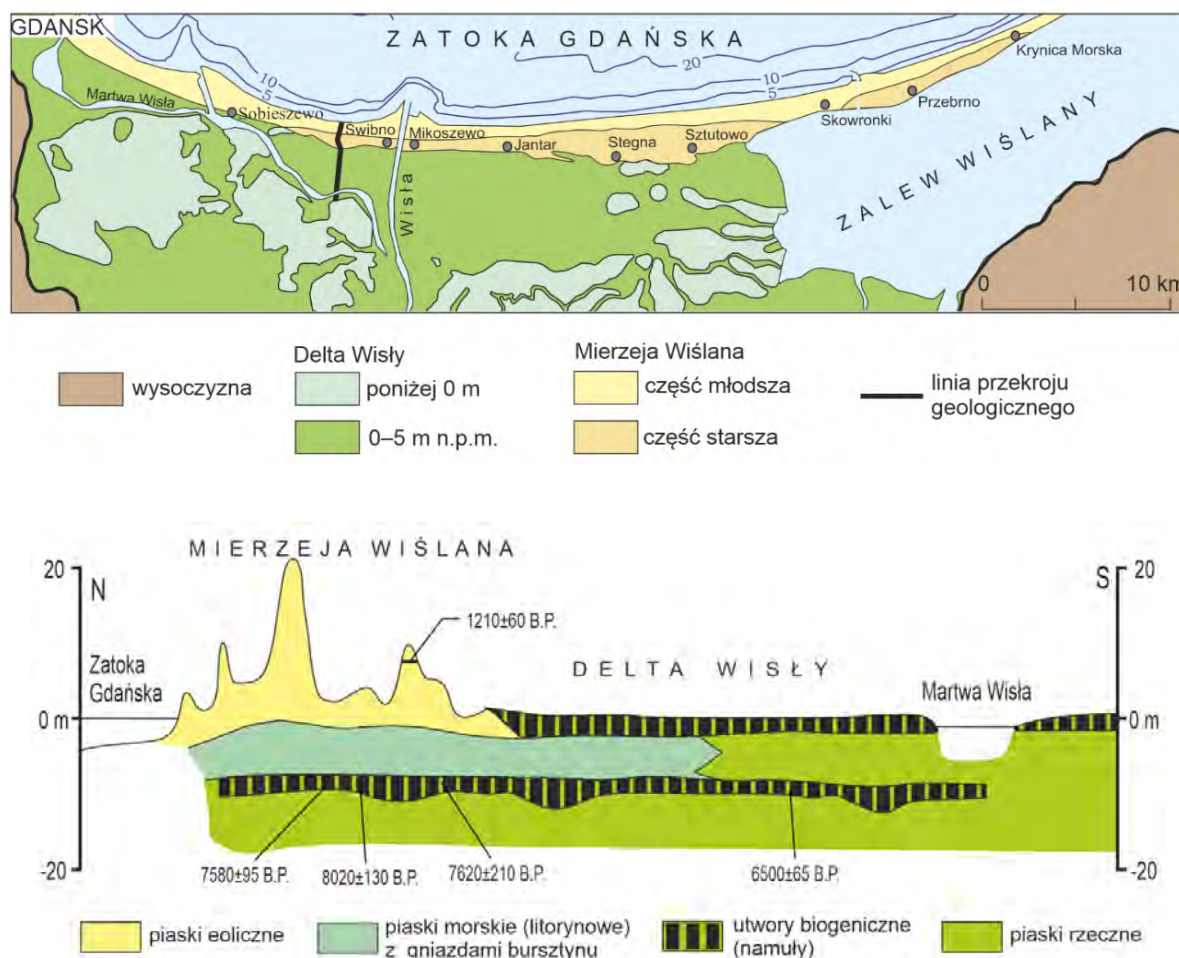 GDAŃSK
ZATOKA GDAŃSKA
20
10
5
10
5
Krynica Morska
Przebrno
Skowronki
Martwa Wisła
Sobieszewo
Świbno
Mikoszewo
Jantar
Stegna
Sztutowo
Wisła
ZALEW WIŚLANY
0 10 km
Delta Wisły
Mierzeja Wiślana
wysoczyzna
poniżej 0 m
część młodsza
linia przekroju
geologicznego
0–5 m n.p.m.
część starsza
MIERZEJA WIŚLANA
20
N
S
20
1210±60 B.P.
Zatoka
Gdańska
DELTA WISŁY
Martwa Wisła
0 m
0 m
-20
-20
7580±95 B.P.
8020±130 B.P.
7620±210 B.P.
6500±65 B.P.
piaski eoliczne
piaski morskie (litorynowe)
z gniazdami bursztynu
utwory biogeniczne
(namuły)
piaski rzeczne